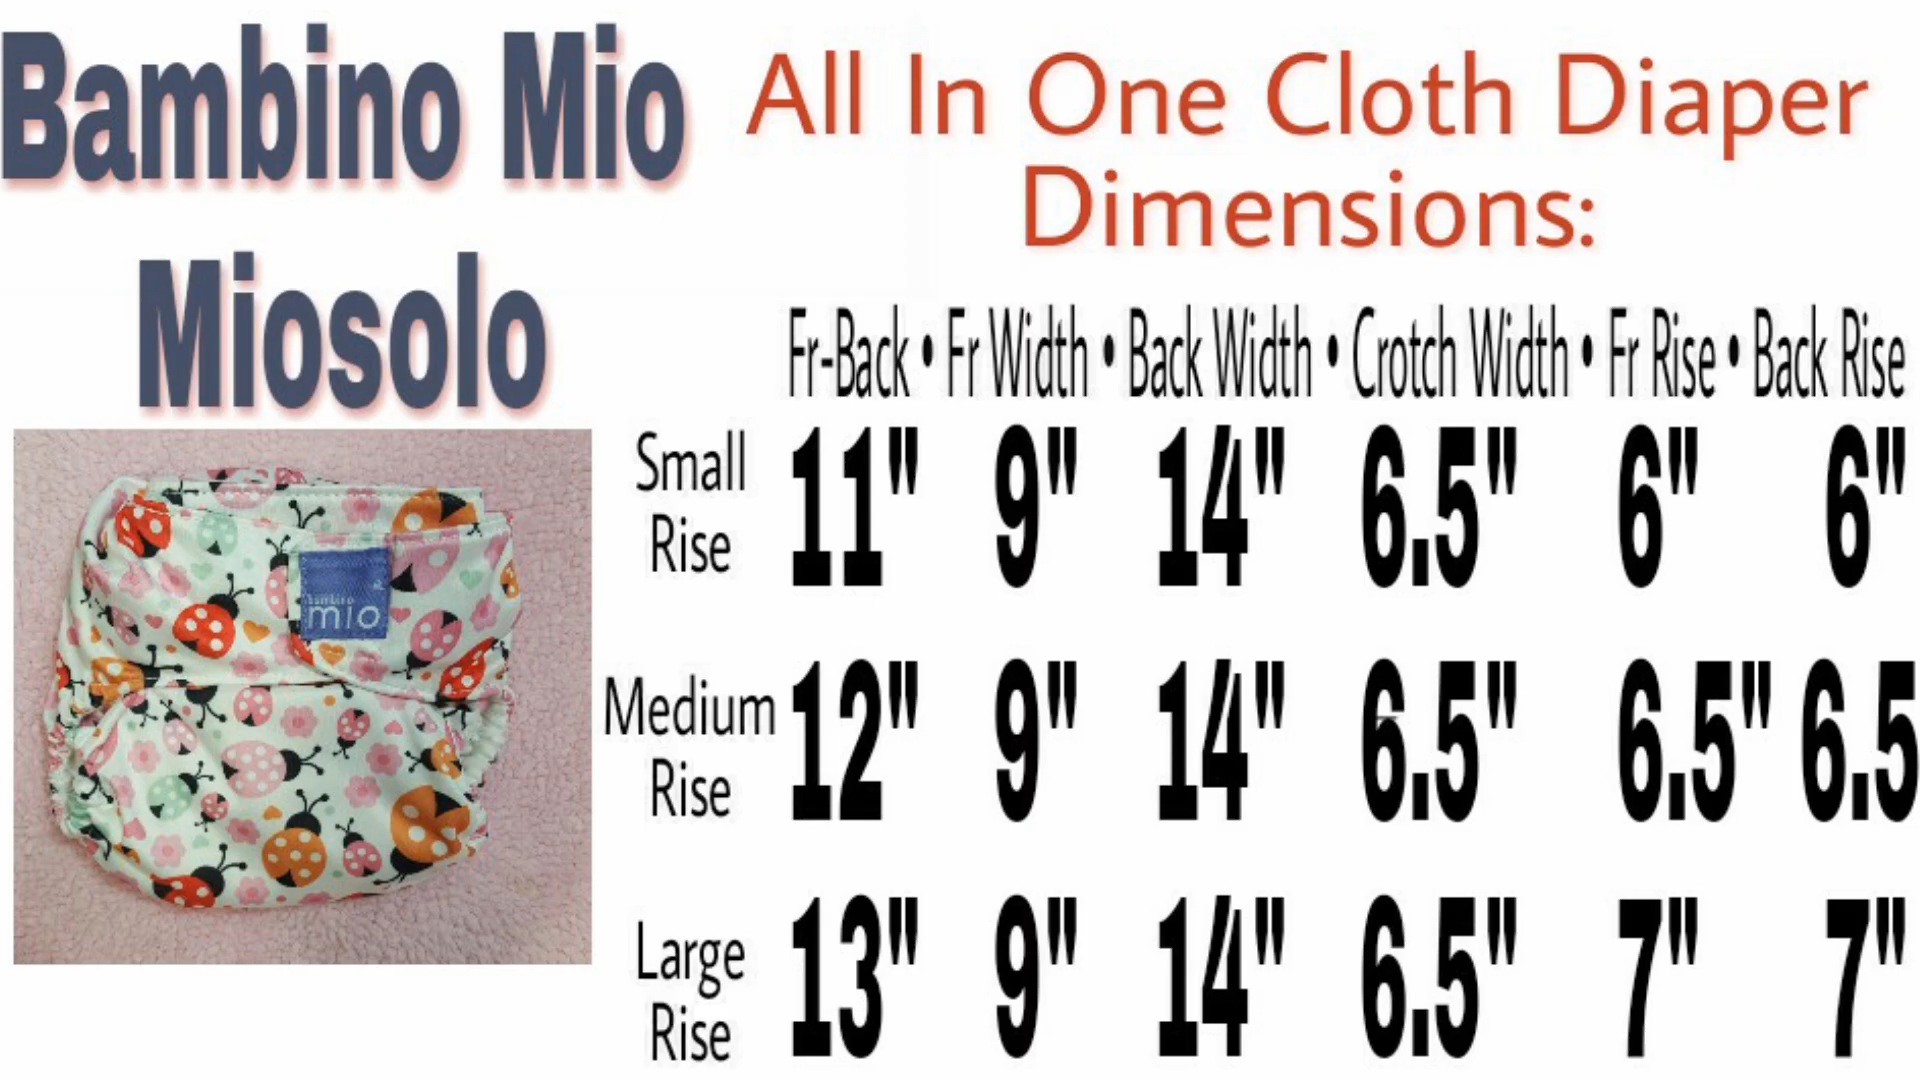 Bambino Mio
Miosolo
All In One Cloth Diaper
Dimensions:
Fr-Back • Fr Width • Back Width • Crotch Width • Fr Rise • Back Rise
Small Rise 11" 9" 14" 6.5" 6" 6"
Medium Rise 12" 9" 14" 6.5" 6.5" 6.5
Large Rise 13" 9" 14" 6.5" 7" 7"
bambino
mio